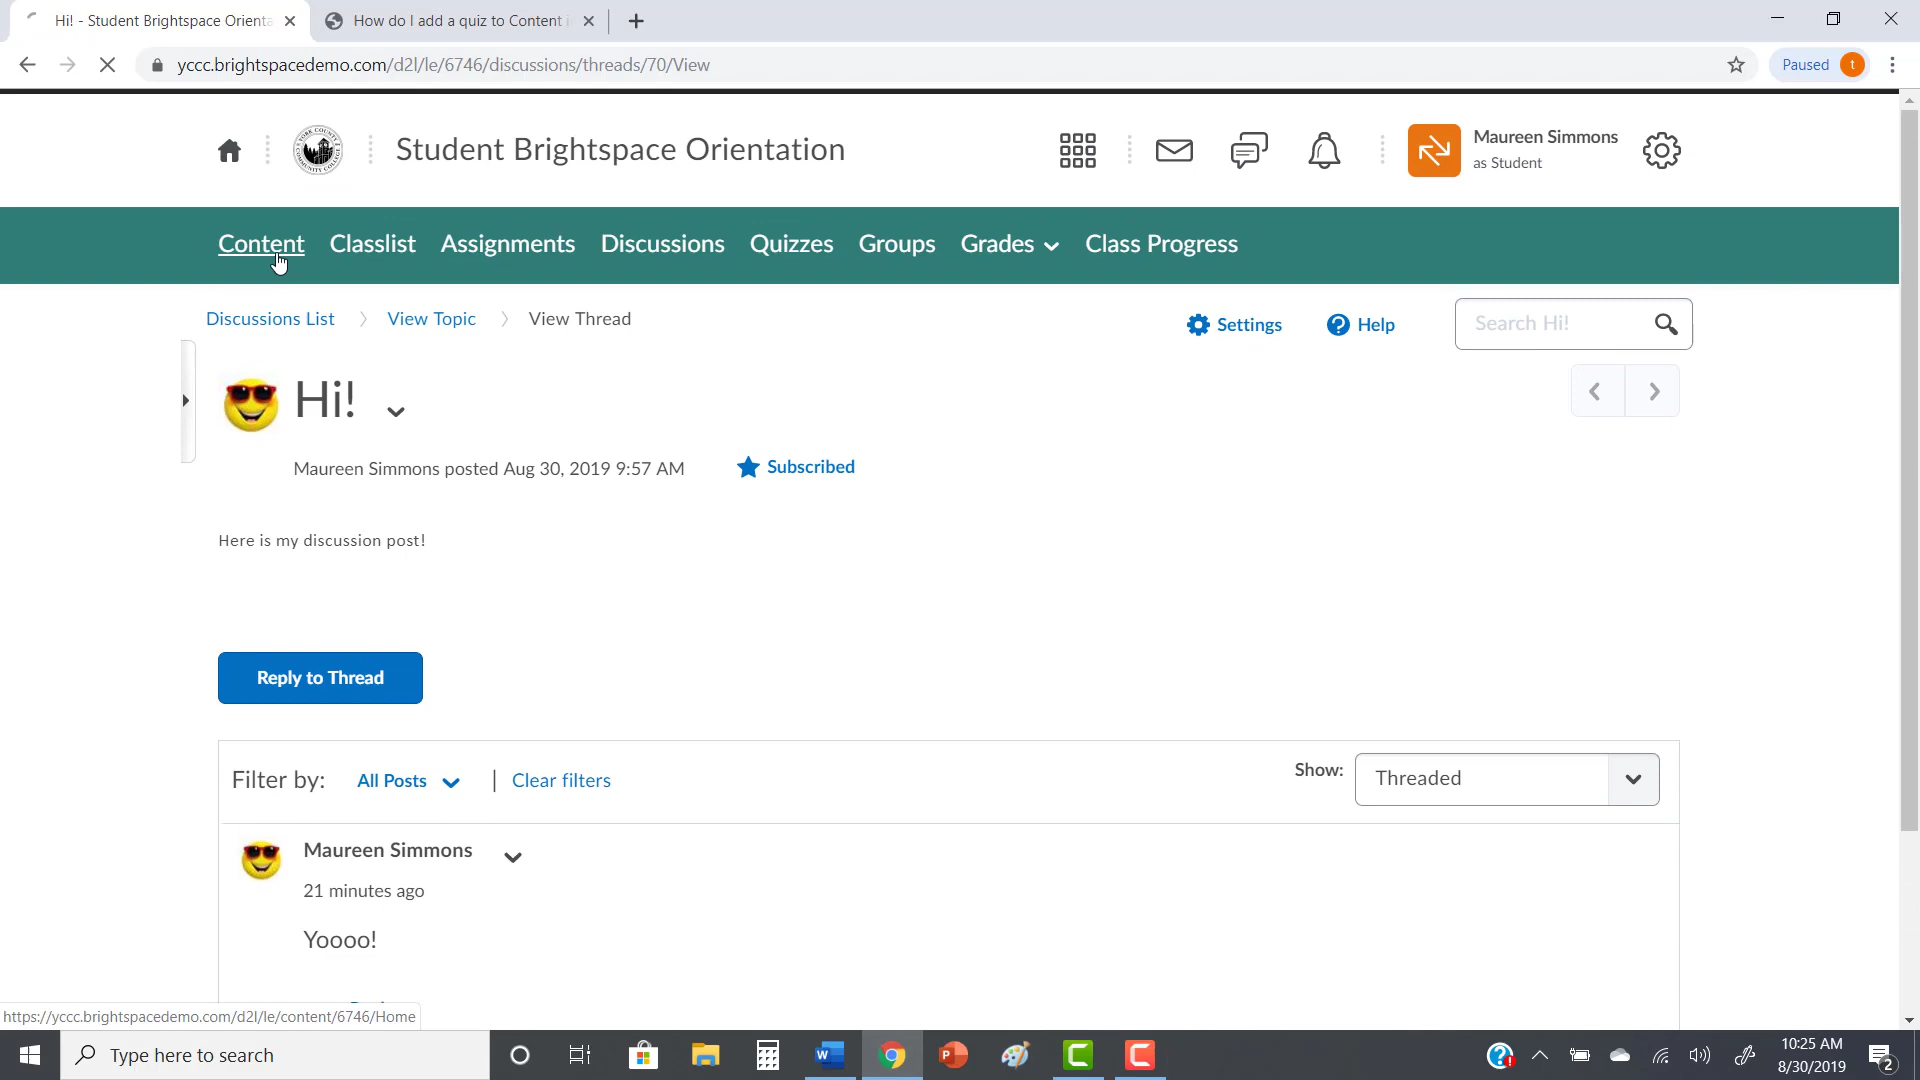 Hi! - Student Brightspace Orienta
How do I add a quiz to Content i
yccc.brightspacedemo.com/d2l/le/6746/discussions/threads/70/View
Paused t
Student Brightspace Orientation
Maureen Simmons
as Student
Content Classlist Assignments Discussions Quizzes Groups Grades Class Progress
Discussions List View Topic View Thread
Settings Help Search Hi!
Hi!
Maureen Simmons posted Aug 30, 2019 9:57 AM Subscribed
Here is my discussion post!
Reply to Thread
Filter by: All Posts | Clear filters
Show: Threaded
Maureen Simmons
21 minutes ago
Yoooo!
https://yccc.brightspacedemo.com/d2l/le/content/6746/Home
Type here to search
10:25 AM
8/30/2019
2